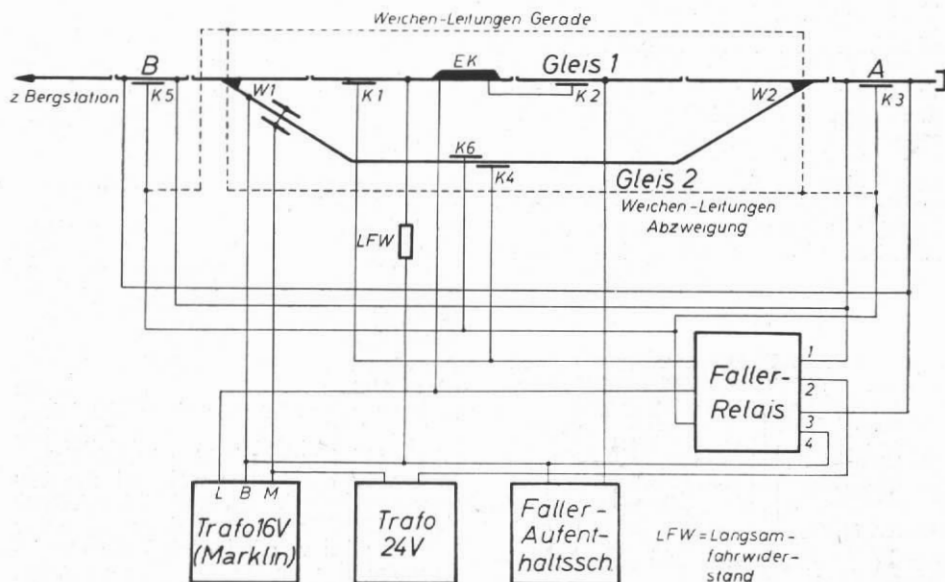 Weichen-Leitungen Gerade
B
EK
Gleis 1
A
z Bergstation
K5
W1
K1
K2
W2
K3
K6
K4
Gleis 2
Weichen-Leitungen
Abzweigung
LFW
Faller-
Relais
1
2
3
4
L B M
Trafo 16V
(Marklin)
Trafo
24V
Faller-
Aufent-
haltssch.
LFW = Langsam-
fahrwider-
stand